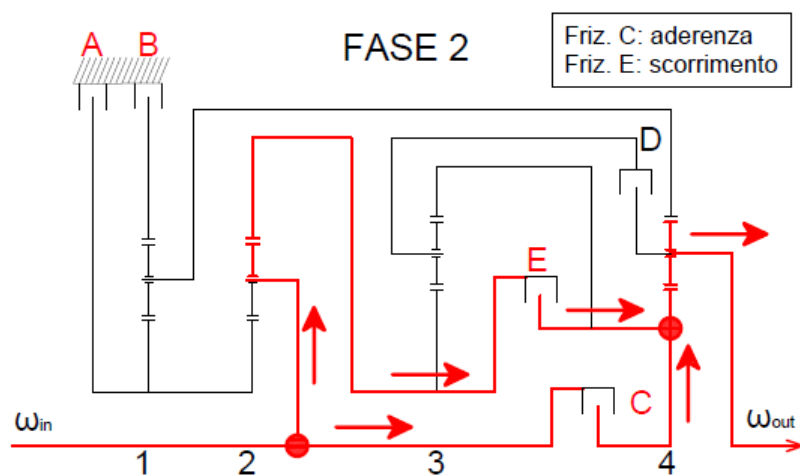 A B
FASE 2
Friz. C: aderenza
Friz. E: scorrimento
D
E
C
ωin
ωout
1 2 3 4